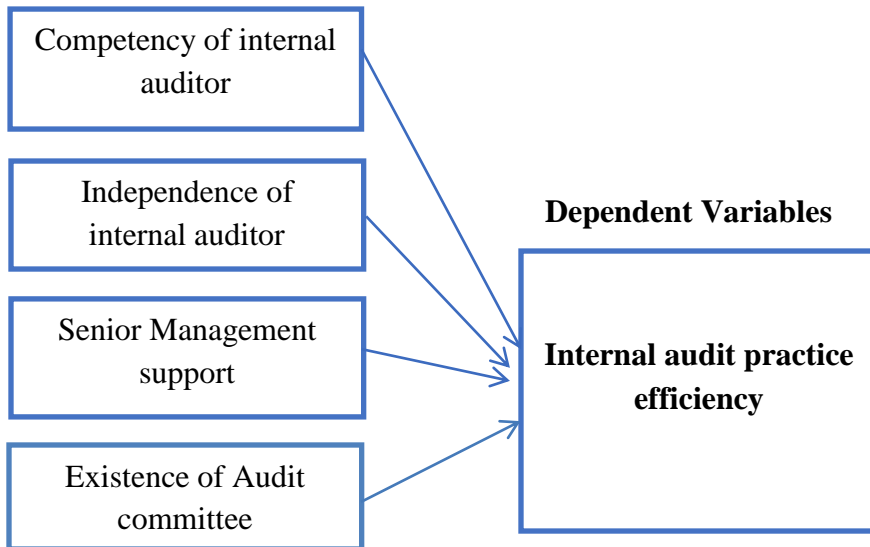 Competency of internal
auditor
Independence of
internal auditor
Senior Management
support
Existence of Audit
committee
Dependent Variables
Internal audit practice
efficiency